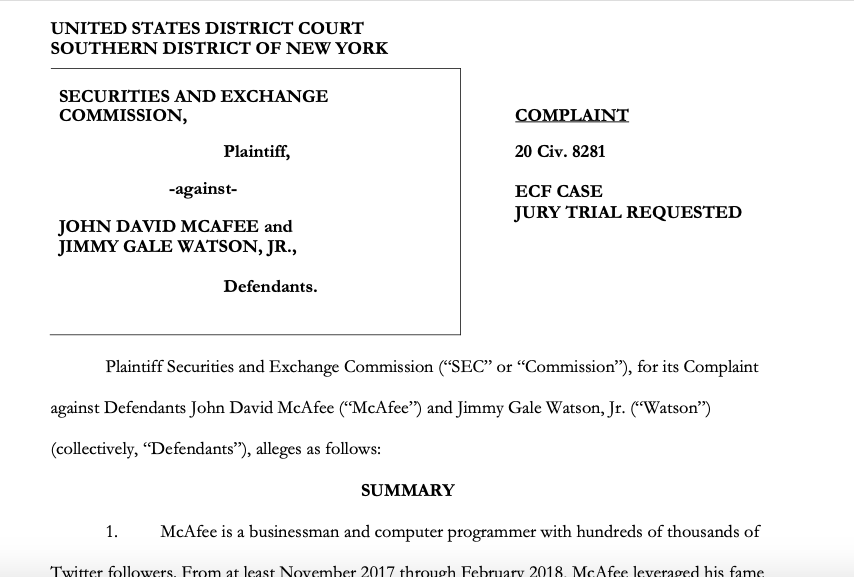 UNITED STATES DISTRICT COURT
SOUTHERN DISTRICT OF NEW YORK
SECURITIES AND EXCHANGE
COMMISSION,
Plaintiff,
-against-
JOHN DAVID MCAFEE and
JIMMY GALE WATSON, JR.,
Defendants.
COMPLAINT
20 Civ. 8281
ECF CASE
JURY TRIAL REQUESTED
Plaintiff Securities and Exchange Commission (“SEC” or “Commission”), for its Complaint
against Defendants John David McAfee (“McAfee”) and Jimmy Gale Watson, Jr. (“Watson”)
(collectively, “Defendants”), alleges as follows:
SUMMARY
1. McAfee is a businessman and computer programmer with hundreds of thousands of
Twitter followers. From at least November 2017 through February 2018, McAfee leveraged his fame